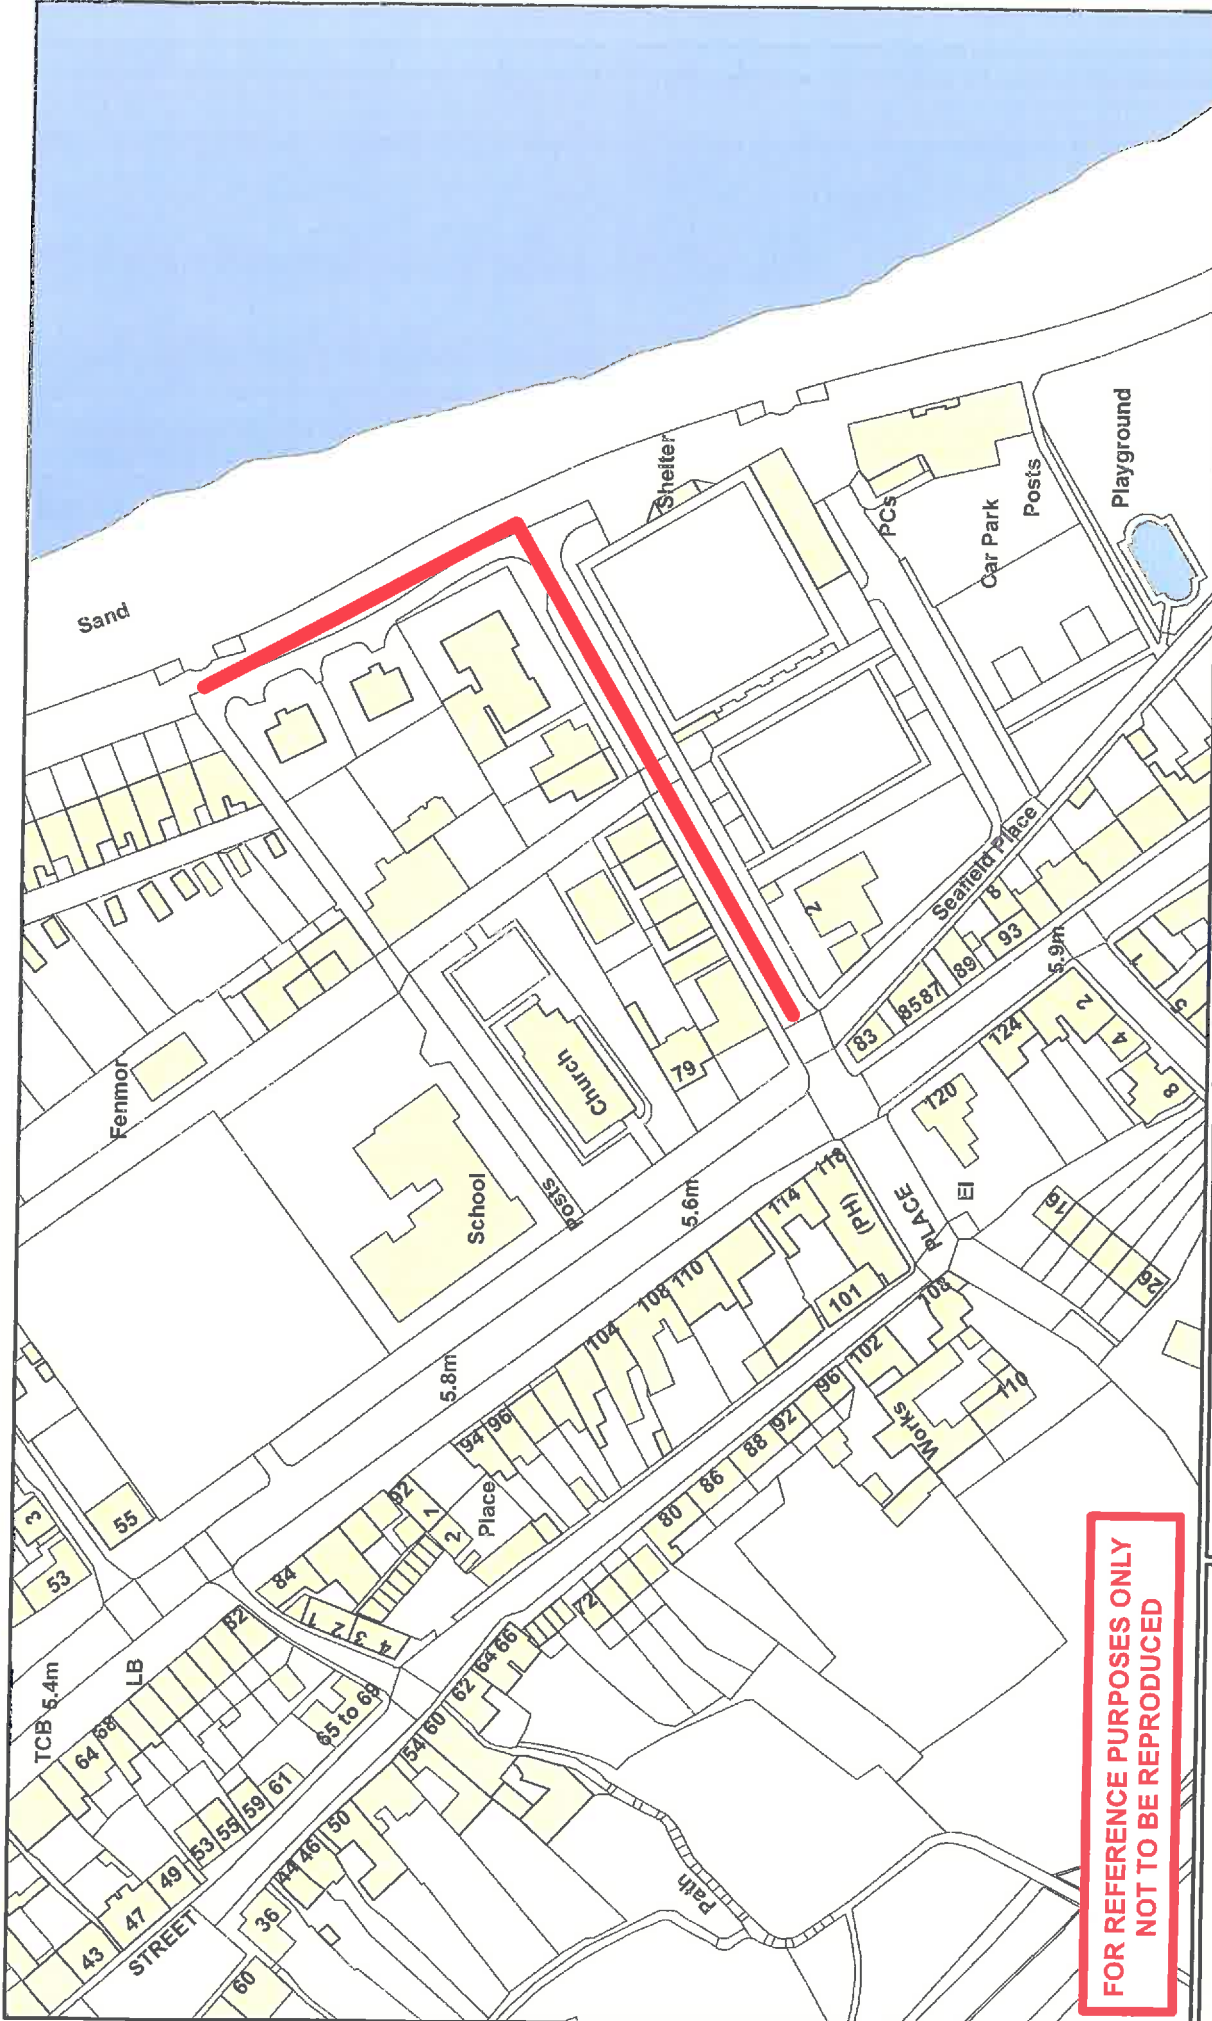 Sand
Shelter
PCs
Car Park
Posts
Playground
Fenmor
School
Posts
Church
79
2
Seafield Place
8
93
89
87
85
83
5.9m
1
5
124
2
4
8
120
118
114
(PH)
101
PLACE
El
16
26
5.6m
110
108
104
5.8m
96
94
92
1
2
Place
108
102
96
92
88
86
80
72
Works
110
55
3
53
84
1
2
3
4
82
LB
TCB 5.4m
68
64
65 to 69
66
64
62
60
54
50
46
44
36
60
61
59
55
53
49
47
43
STREET
Path
FOR REFERENCE PURPOSES ONLY
NOT TO BE REPRODUCED